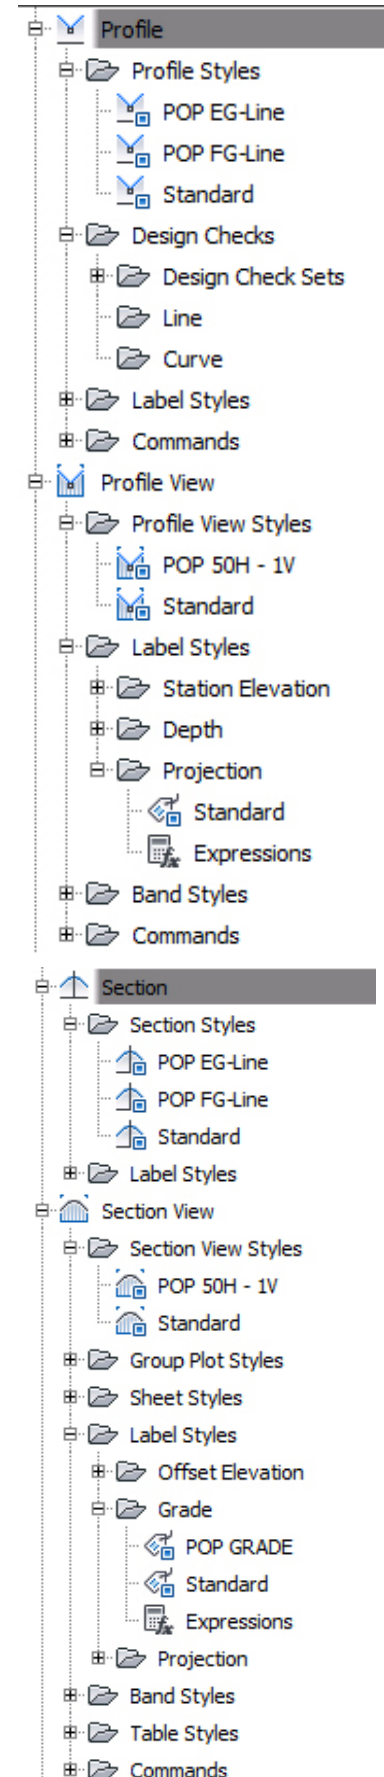 Profile
Profile Styles
POP EG-Line
POP FG-Line
Standard
Design Checks
Design Check Sets
Line
Curve
Label Styles
Commands
Profile View
Profile View Styles
POP 50H - 1V
Standard
Label Styles
Station Elevation
Depth
Projection
Standard
Expressions
Band Styles
Commands
Section
Section Styles
POP EG-Line
POP FG-Line
Standard
Label Styles
Section View
Section View Styles
POP 50H - 1V
Standard
Group Plot Styles
Sheet Styles
Label Styles
Offset Elevation
Grade
POP GRADE
Standard
Expressions
Projection
Band Styles
Table Styles
Commands